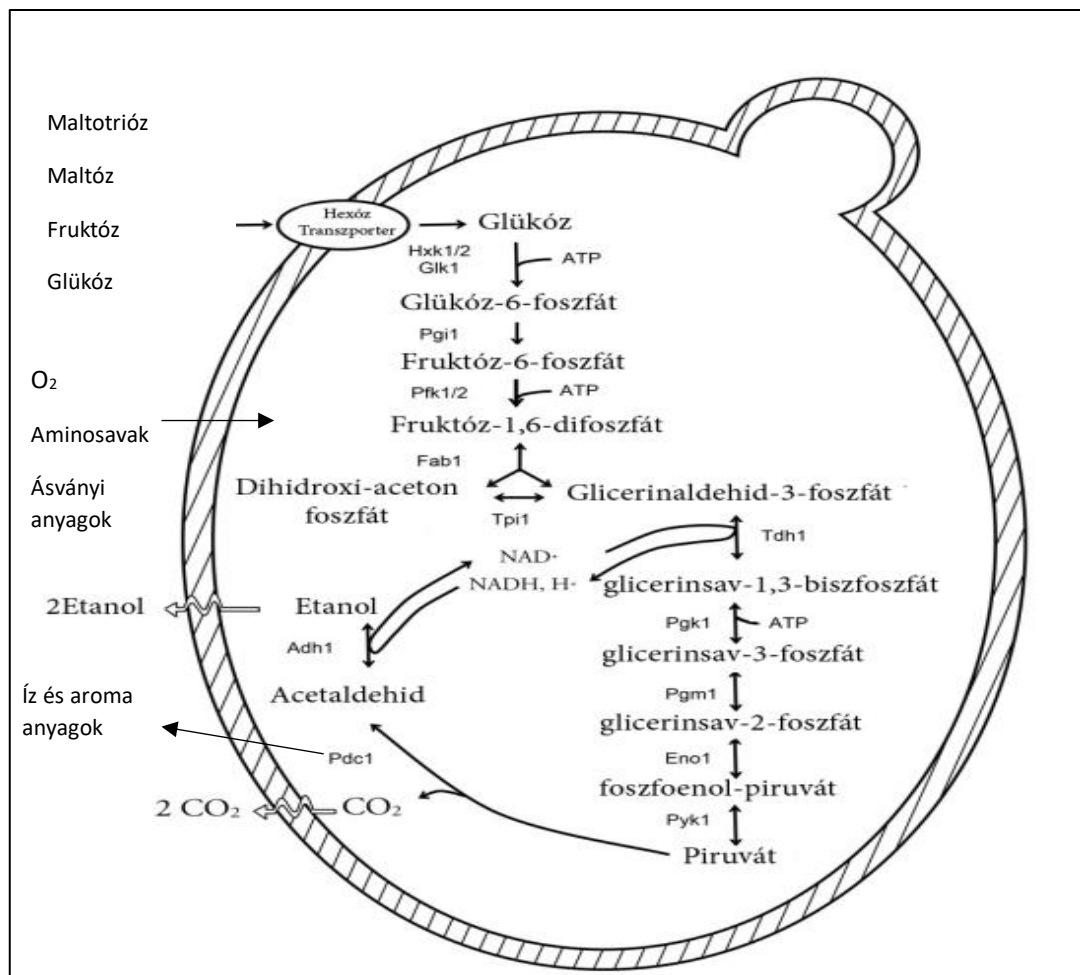 Maltotrióz
Maltóz
Fruktóz
Glükóz
Hexóz
Transzporter
Glükóz
Hxk1/2
Glk1
ATP
Glükóz-6-foszfát
Pgi1
Fruktóz-6-foszfát
Pfk1/2
ATP
Fruktóz-1,6-difoszfát
O₂
Aminosavak
Ásványi
anyagok
Fab1
Dihidroxi-aceton
foszfát
Glicerinaldehid-3-foszfát
Tpi1
Tdh1
NAD+
NADH, H+
glicerinsav-1,3-biszfoszfát
2Etanol
Etanol
Adh1
Pgk1
ATP
glicerinsav-3-foszfát
Íz és aroma
anyagok
Acetaldehid
Pgm1
glicerinsav-2-foszfát
Pdc1
Eno1
foszfoenol-piruvát
2 CO₂
CO₂
Pyk1
Piruvát